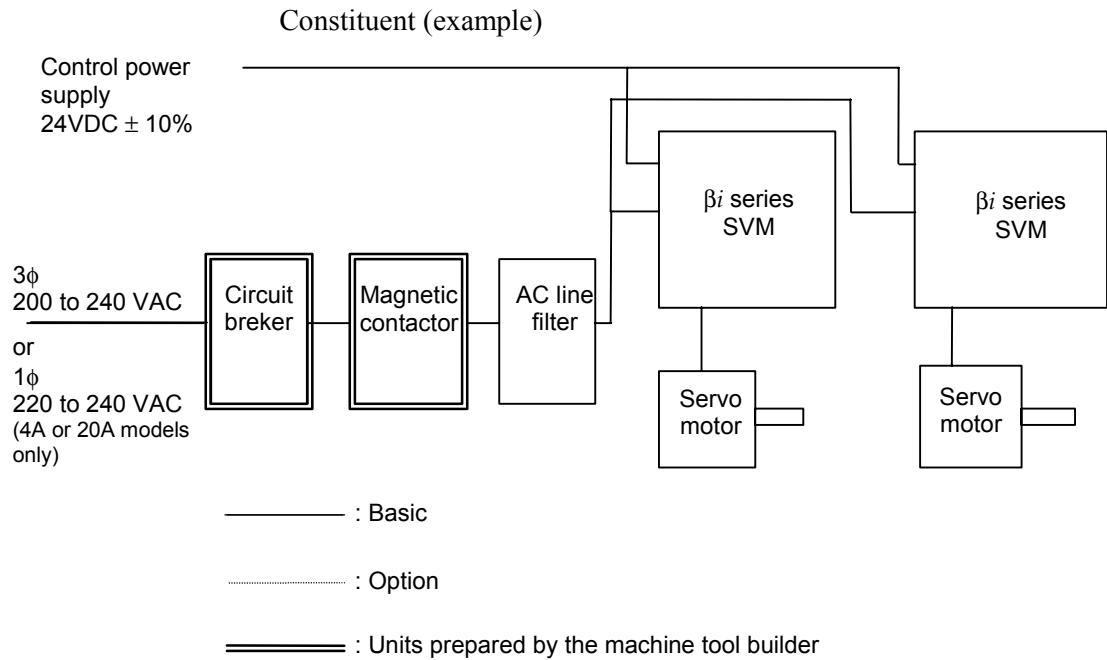 Constituent (example)
Control power
supply
24VDC ± 10%
βi series
SVM
βi series
SVM
3ϕ
200 to 240 VAC
or
1ϕ
220 to 240 VAC
(4A or 20A models
only)
Circuit
breker
Magnetic
contactor
AC line
filter
Servo
motor
Servo
motor
: Basic
: Option
: Units prepared by the machine tool builder